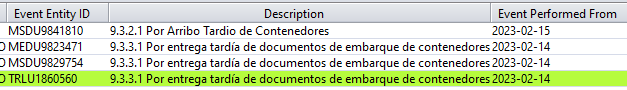 Event Entity ID Description Event Performed From
MSDU9841810 9.3.2.1 Por Arribo Tardio de Contenedores 2023-02-15
O MEDU9823471 9.3.3.1 Por entrega tardía de documentos de embarque de contenedores 2023-02-14
MSDU9829754 9.3.3.1 Por entrega tardía de documentos de embarque de contenedores 2023-02-14
O TRLU1860560 9.3.3.1 Por entrega tardía de documentos de embarque de contenedores 2023-02-14